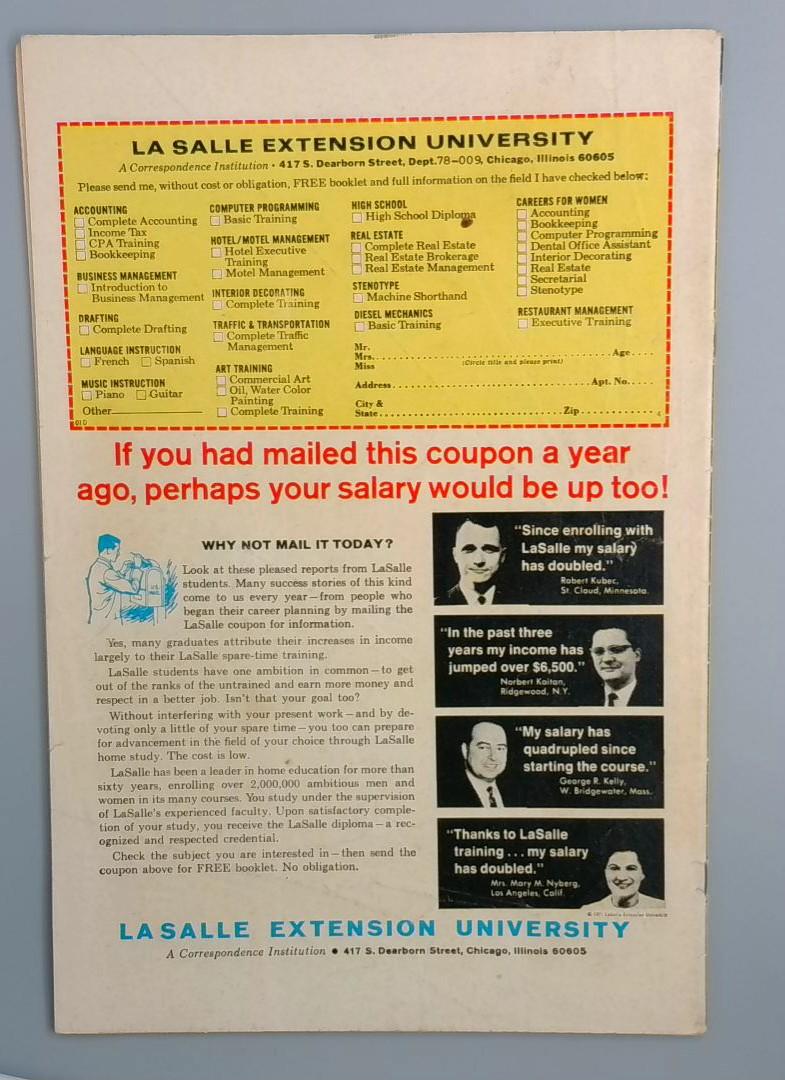 LA SALLE EXTENSION UNIVERSITY
A Correspondence Institution • 417 S. Dearborn Street, Dept.78-009, Chicago, Illinois 60605
Please send me, without cost or obligation, FREE booklet and full information on the field I have checked below:
ACCOUNTING
Complete Accounting
Income Tax
CPA Training
Bookkeeping
BUSINESS MANAGEMENT
Introduction to
Business Management
DRAFTING
Complete Drafting
LANGUAGE INSTRUCTION
French Spanish
MUSIC INSTRUCTION
Piano Guitar
Other
01D
COMPUTER PROGRAMMING
Basic Training
HOTEL/MOTEL MANAGEMENT
Hotel Executive
Training
Motel Management
INTERIOR DECORATING
Complete Training
TRAFFIC & TRANSPORTATION
Complete Traffic
Management
ART TRAINING
Commercial Art
Oil, Water Color
Painting
Complete Training
HIGH SCHOOL
High School Diploma
REAL ESTATE
Complete Real Estate
Real Estate Brokerage
Real Estate Management
STENOTYPE
Machine Shorthand
DIESEL MECHANICS
Basic Training
CAREERS FOR WOMEN
Accounting
Bookkeeping
Computer Programming
Dental Office Assistant
Interior Decorating
Real Estate
Secretarial
Stenotype
RESTAURANT MANAGEMENT
Executive Training
Mr.
Mrs. Age
Miss (Circle title and please print)
Address Apt. No.
City &
State Zip
If you had mailed this coupon a year
ago, perhaps your salary would be up too!
WHY NOT MAIL IT TODAY?
Look at these pleased reports from LaSalle
students. Many success stories of this kind
come to us every year—from people who
began their career planning by mailing the
LaSalle coupon for information.
Yes, many graduates attribute their increases in income
largely to their LaSalle spare-time training.
LaSalle students have one ambition in common—to get
out of the ranks of the untrained and earn more money and
respect in a better job. Isn't that your goal too?
Without interfering with your present work—and by de-
voting only a little of your spare time—you too can prepare
for advancement in the field of your choice through LaSalle
home study. The cost is low.
LaSalle has been a leader in home education for more than
sixty years, enrolling over 2,000,000 ambitious men and
women in its many courses. You study under the supervision
of LaSalle's experienced faculty. Upon satisfactory comple-
tion of your study, you receive the LaSalle diploma—a rec-
ognized and respected credential.
Check the subject you are interested in—then send the
coupon above for FREE booklet. No obligation.
"Since enrolling with
LaSalle my salary
has doubled."
Robert Kubec,
St. Cloud, Minnesota.
"In the past three
years my income has
jumped over $6,500."
Norbert Kaitan,
Ridgewood, N.Y.
"My salary has
quadrupled since
starting the course."
George R. Kelly,
W. Bridgewater, Mass.
"Thanks to LaSalle
training...my salary
has doubled."
Mrs. Mary M. Nyberg,
Los Angeles, Calif.
LASALLE EXTENSION UNIVERSITY
A Correspondence Institution • 417 S. Dearborn Street, Chicago, Illinois 60605